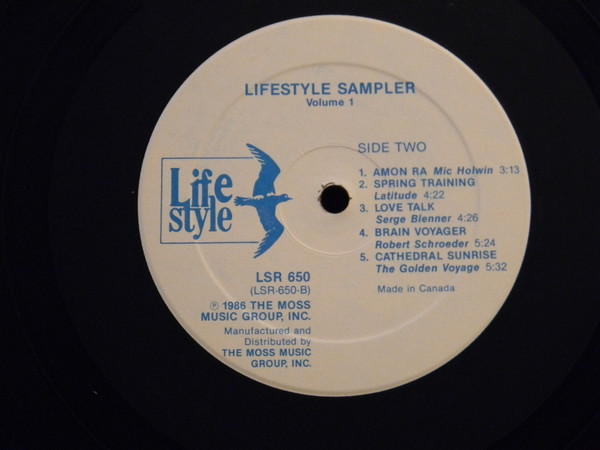 LIFESTYLE SAMPLER
Volume 1
SIDE TWO
1. AMON RA Mic Holwin 3:13
2. SPRING TRAINING
Latitude 4:22
3. LOVE TALK
Serge Blenner 4:26
4. BRAIN VOYAGER
Robert Schroeder 5:24
5. CATHEDRAL SUNRISE
The Golden Voyage 5:32
Made in Canada
Life
style
LSR 650
(LSR-650-B)
℗ 1986 THE MOSS
MUSIC GROUP, INC.
Manufactured and
Distributed by
THE MOSS MUSIC
GROUP, INC.